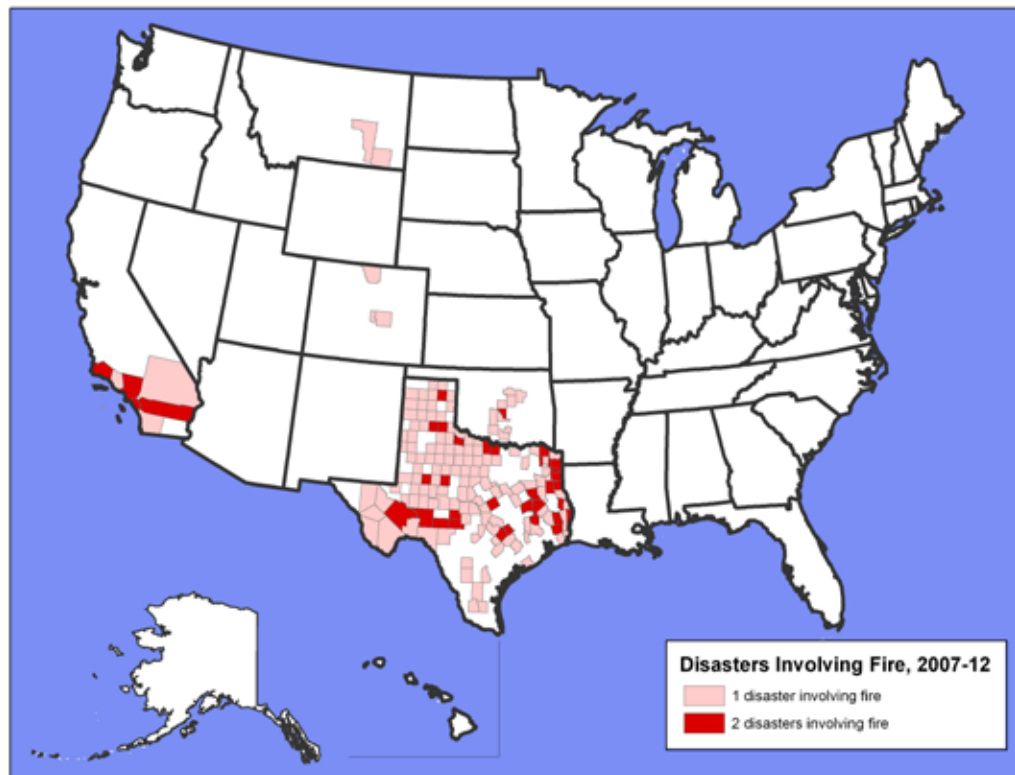 Disasters Involving Fire, 2007-12
1 disaster involving fire
2 disasters involving fire